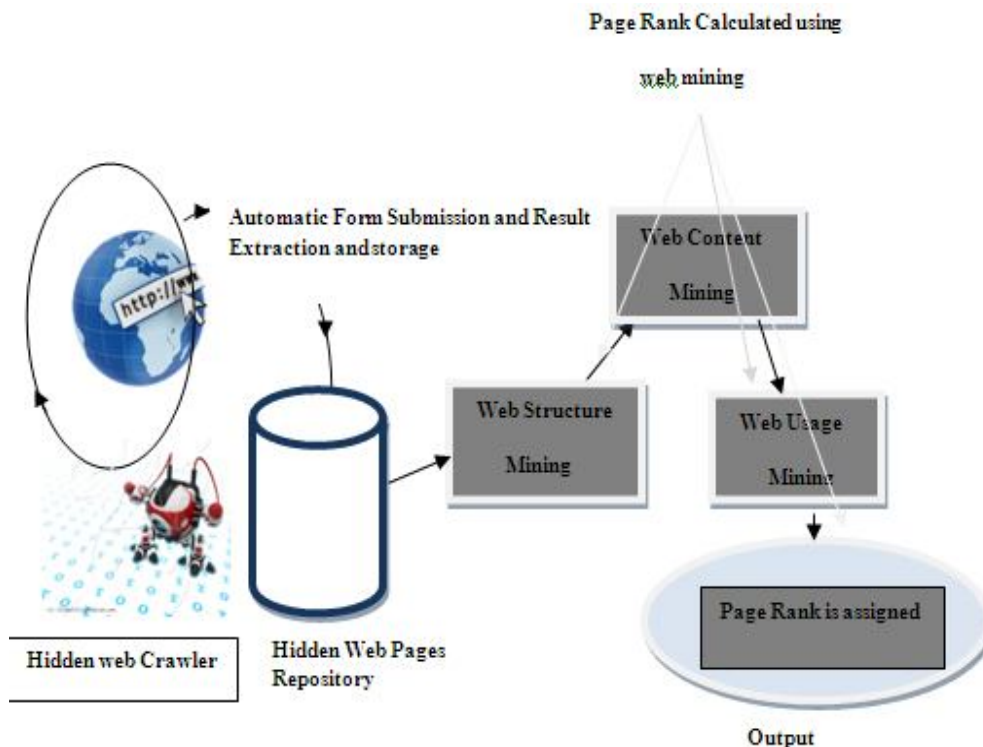 Page Rank Calculated using
web mining
Automatic Form Submission and Result
Extraction andstorage
http://ww
Web Content
Mining
Web Structure
Mining
Web Usage
Mining
Page Rank is assigned
Hidden web Crawler
Hidden Web Pages
Repository
Output